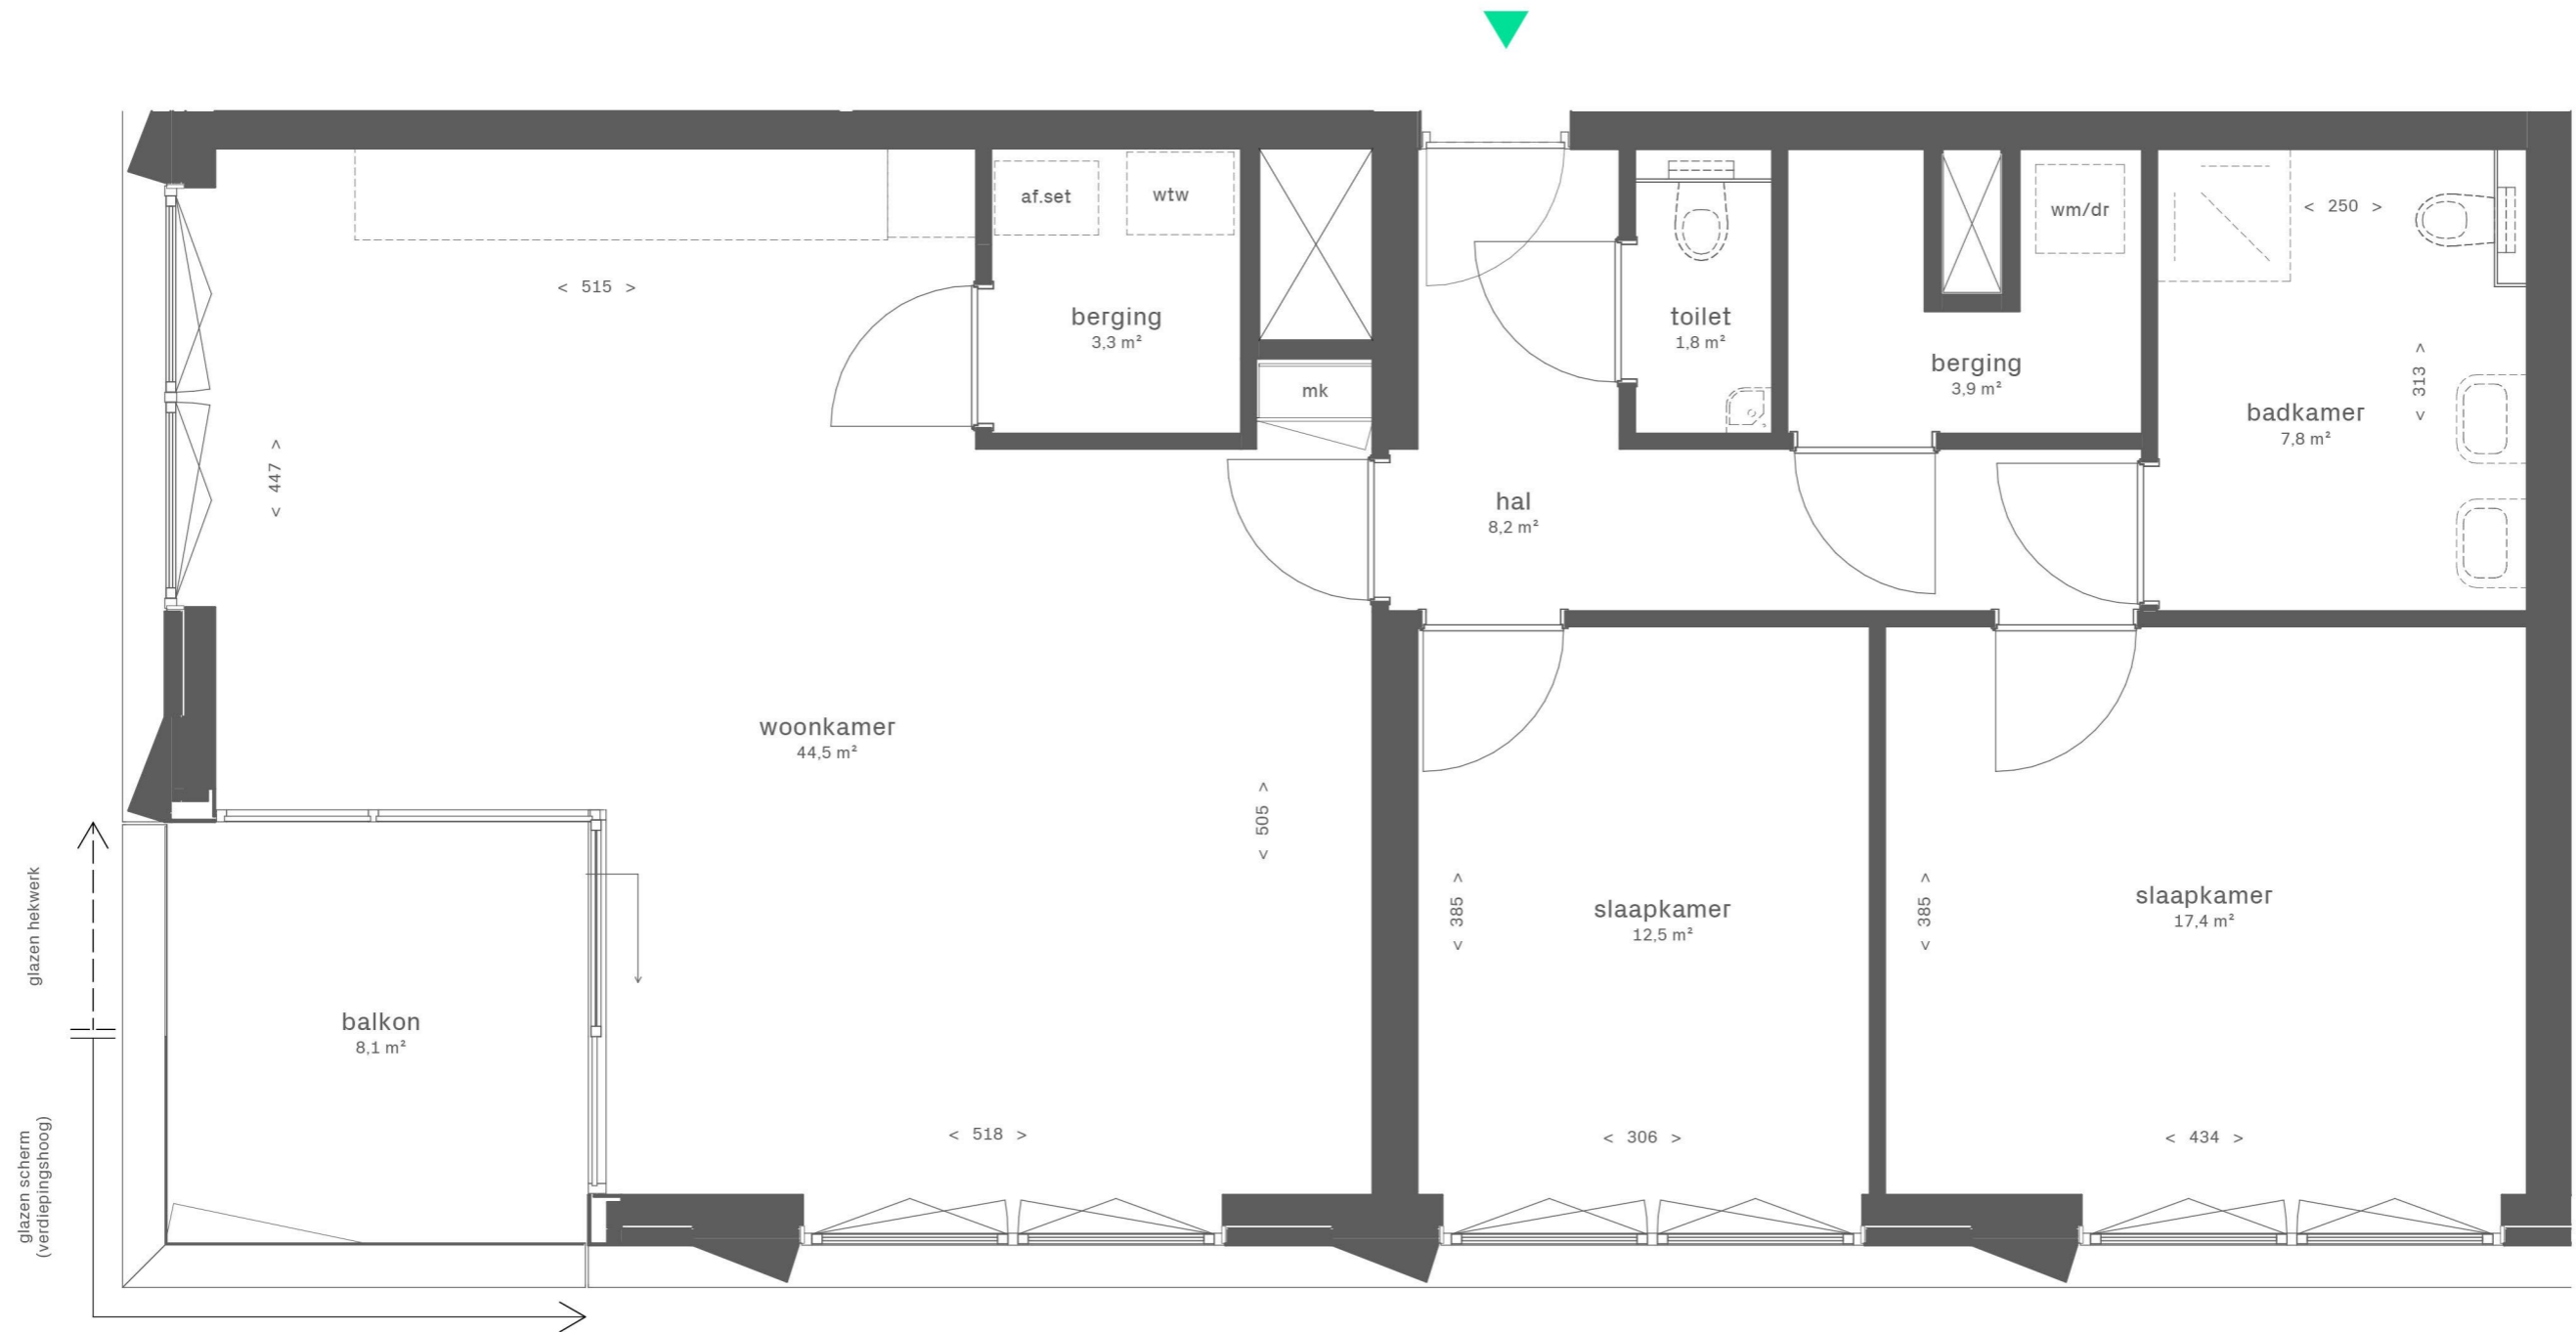 af.set
wtw
wm/dr
< 250 >
< 515 >
berging
3,3 m²
toilet
1,8 m²
berging
3,9 m²
mk
< 313 >
badkamer
7,8 m²
< 447 >
hal
8,2 m²
woonkamer
44,5 m²
< 505 >
slaapkamer
12,5 m²
< 385 >
slaapkamer
17,4 m²
< 385 >
glazen hekwerk
balkon
8,1 m²
< 518 >
< 306 >
< 434 >
glazen scherm
(verdiepingshoog)